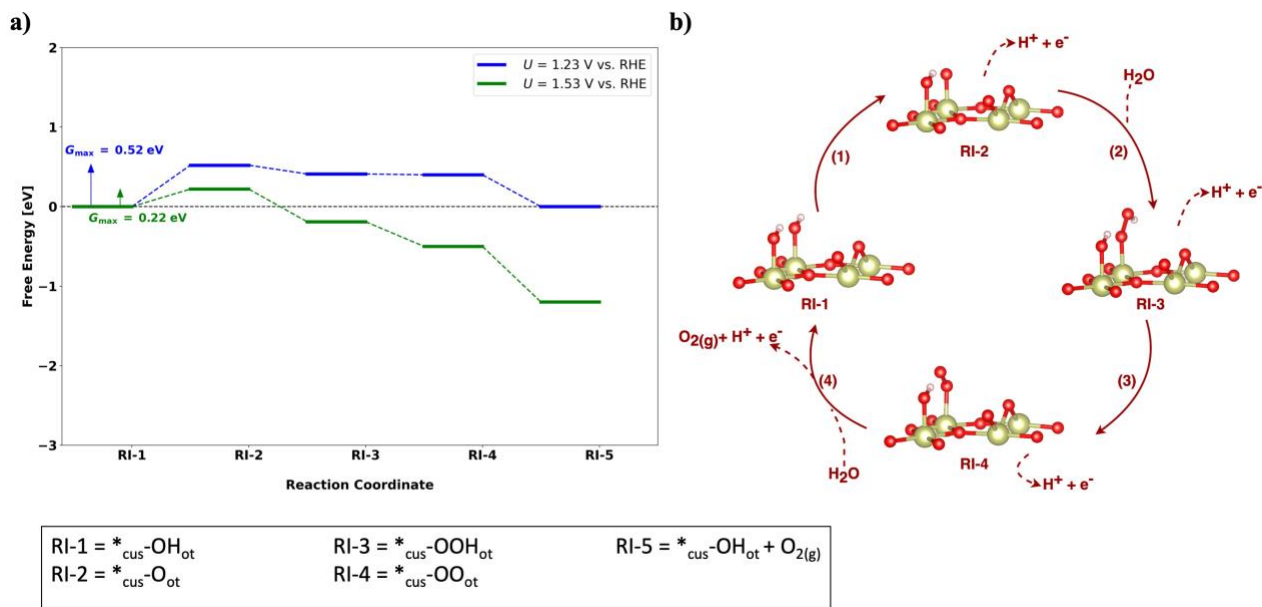 a)
2
1
0
−1
−2
−3
Free Energy [eV]
U = 1.23 V vs. RHE
U = 1.53 V vs. RHE
Gmax = 0.52 eV
Gmax = 0.22 eV
RI-1 RI-2 RI-3 RI-4 RI-5
Reaction Coordinate
b)
H+ + e-
H2O
RI-2
(1)
(2)
H+ + e-
RI-1
RI-3
O2(g)+ H+ + e-
(4)
(3)
RI-4
H2O
H+ + e-
RI-1 = *cus-OHot RI-3 = *cus-OOHot RI-5 = *cus-OHot + O2(g)
RI-2 = *cus-Oot RI-4 = *cus-OOot